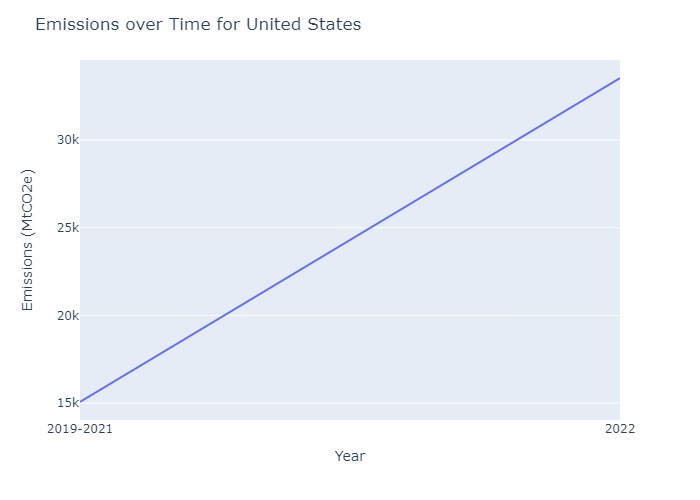 Emissions over Time for United States
30k
25k
20k
15k
Emissions (MtCO2e)
2019-2021
2022
Year